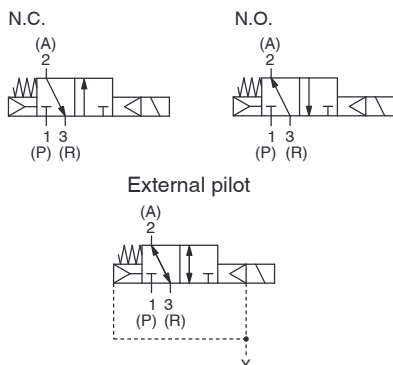 N.C.
N.O.
(A)
2
(A)
2
1 3
(P) (R)
1 3
(P) (R)
External pilot
(A)
2
1 3
(P) (R)
X